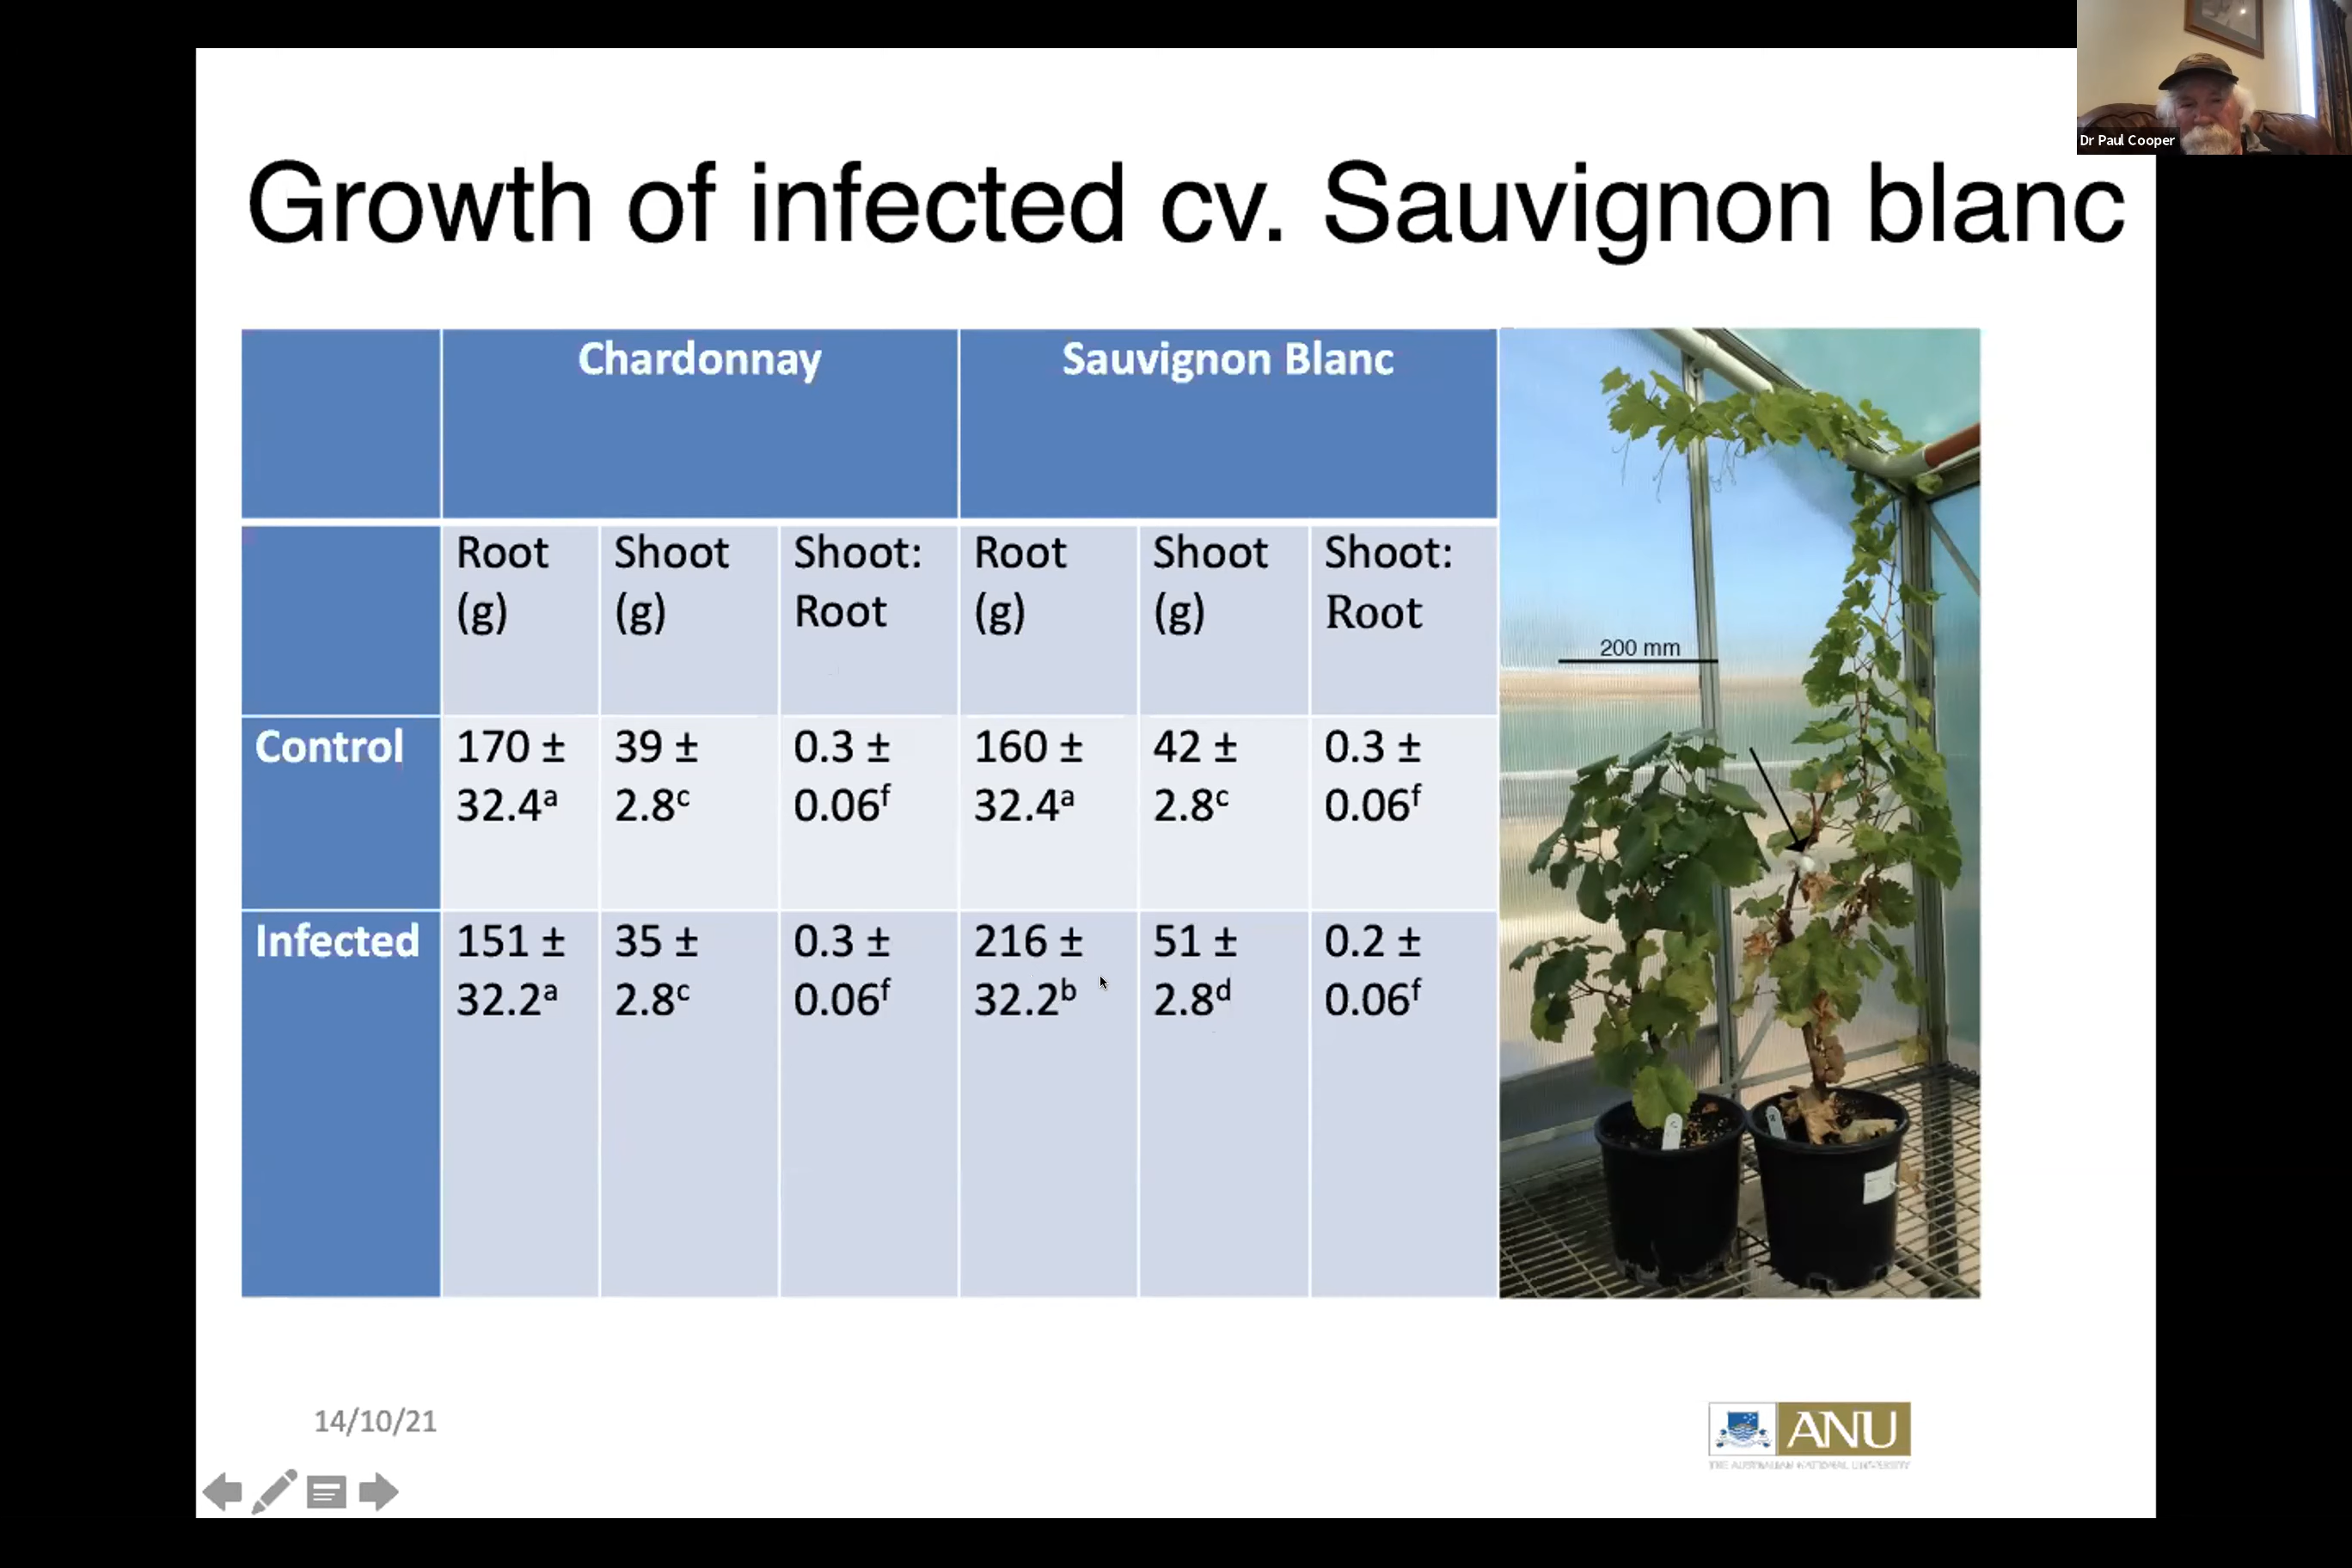 Dr Paul Cooper
Growth of infected cv. Sauvignon blanc
Chardonnay
Sauvignon Blanc
Root
(g)
Shoot
(g)
Shoot:
Root
Root
(g)
Shoot
(g)
Shoot:
Root
Control
170 ±
32.4ᵃ
39 ±
2.8ᶜ
0.3 ±
0.06ᶠ
160 ±
32.4ᵃ
42 ±
2.8ᶜ
0.3 ±
0.06ᶠ
Infected
151 ±
32.2ᵃ
35 ±
2.8ᶜ
0.3 ±
0.06ᶠ
216 ±
32.2ᵇ
51 ±
2.8ᵈ
0.2 ±
0.06ᶠ
200 mm
14/10/21
ANU
THE AUSTRALIAN NATIONAL UNIVERSITY